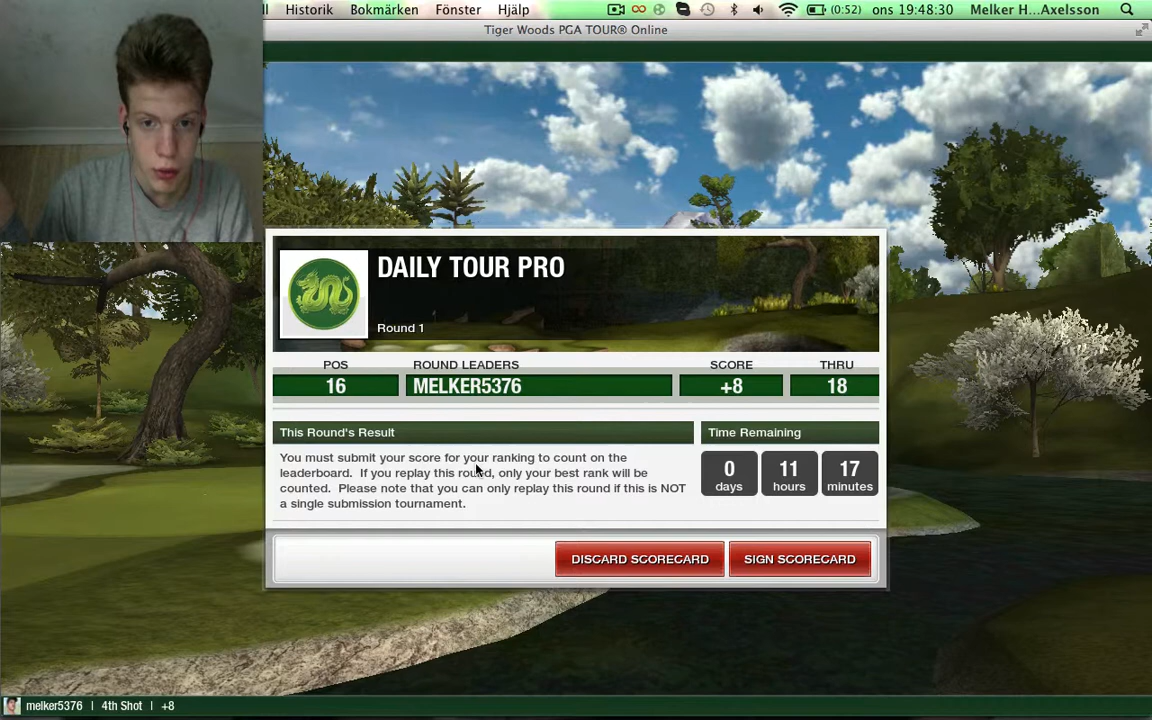 Historik Bokmärken Fönster Hjälp (0:52) ons 19:48:30 Melker H...Axelsson
Tiger Woods PGA TOUR® Online
DAILY TOUR PRO
Round 1
POS ROUND LEADERS SCORE THRU
16 MELKER5376 +8 18
This Round's Result
You must submit your score for your ranking to count on the
leaderboard. If you replay this round, only your best rank will be
counted. Please note that you can only replay this round if this is NOT
a single submission tournament.
Time Remaining
0 11 17
days hours minutes
DISCARD SCORECARD SIGN SCORECARD
melker5376 | 4th Shot | +8